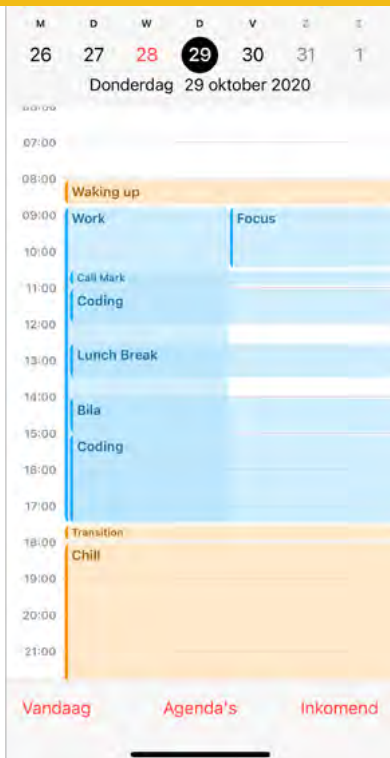 M D W D V Z Z
26 27 28 29 30 31 1
Donderdag 29 oktober 2020
07:00
08:00
Waking up
09:00 Work Focus
10:00
Call Mark
11:00
Coding
12:00
13:00 Lunch Break
14:00
Bila
15:00
Coding
16:00
17:00
Transition
18:00
Chill
19:00
20:00
21:00
Vandaag Agenda's Inkomend